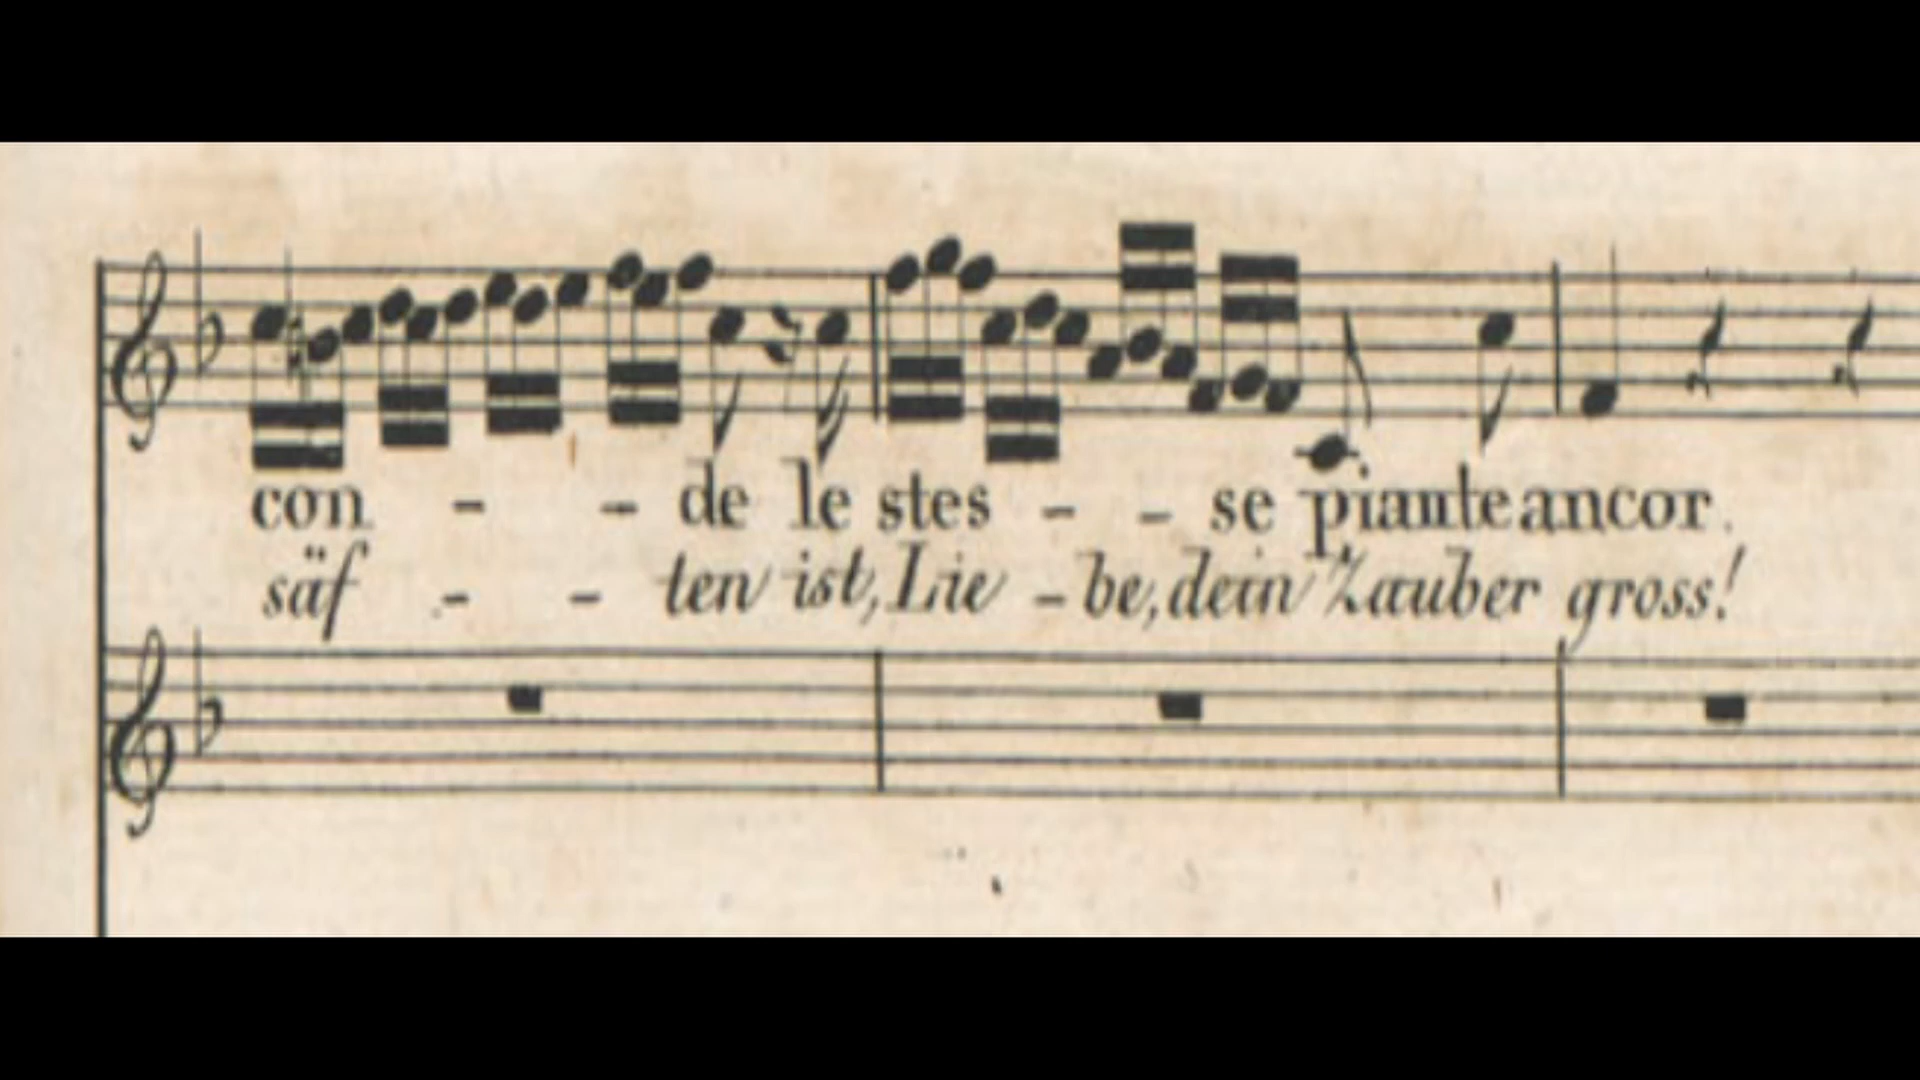 con - - de le stes - - se piante ancor.
säf - - ten ist, Lie - be, dein Zauber gross!